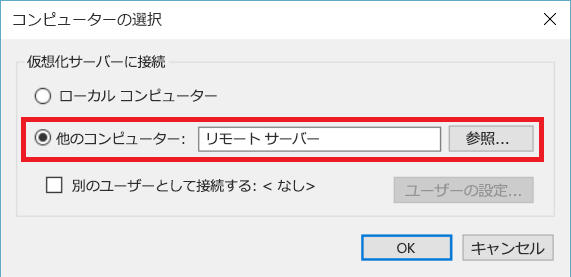 コンピューターの選択
仮想化サーバーに接続
ローカル コンピューター
他のコンピューター: リモート サーバー 参照...
別のユーザーとして接続する: < なし> ユーザーの設定...
OK キャンセル